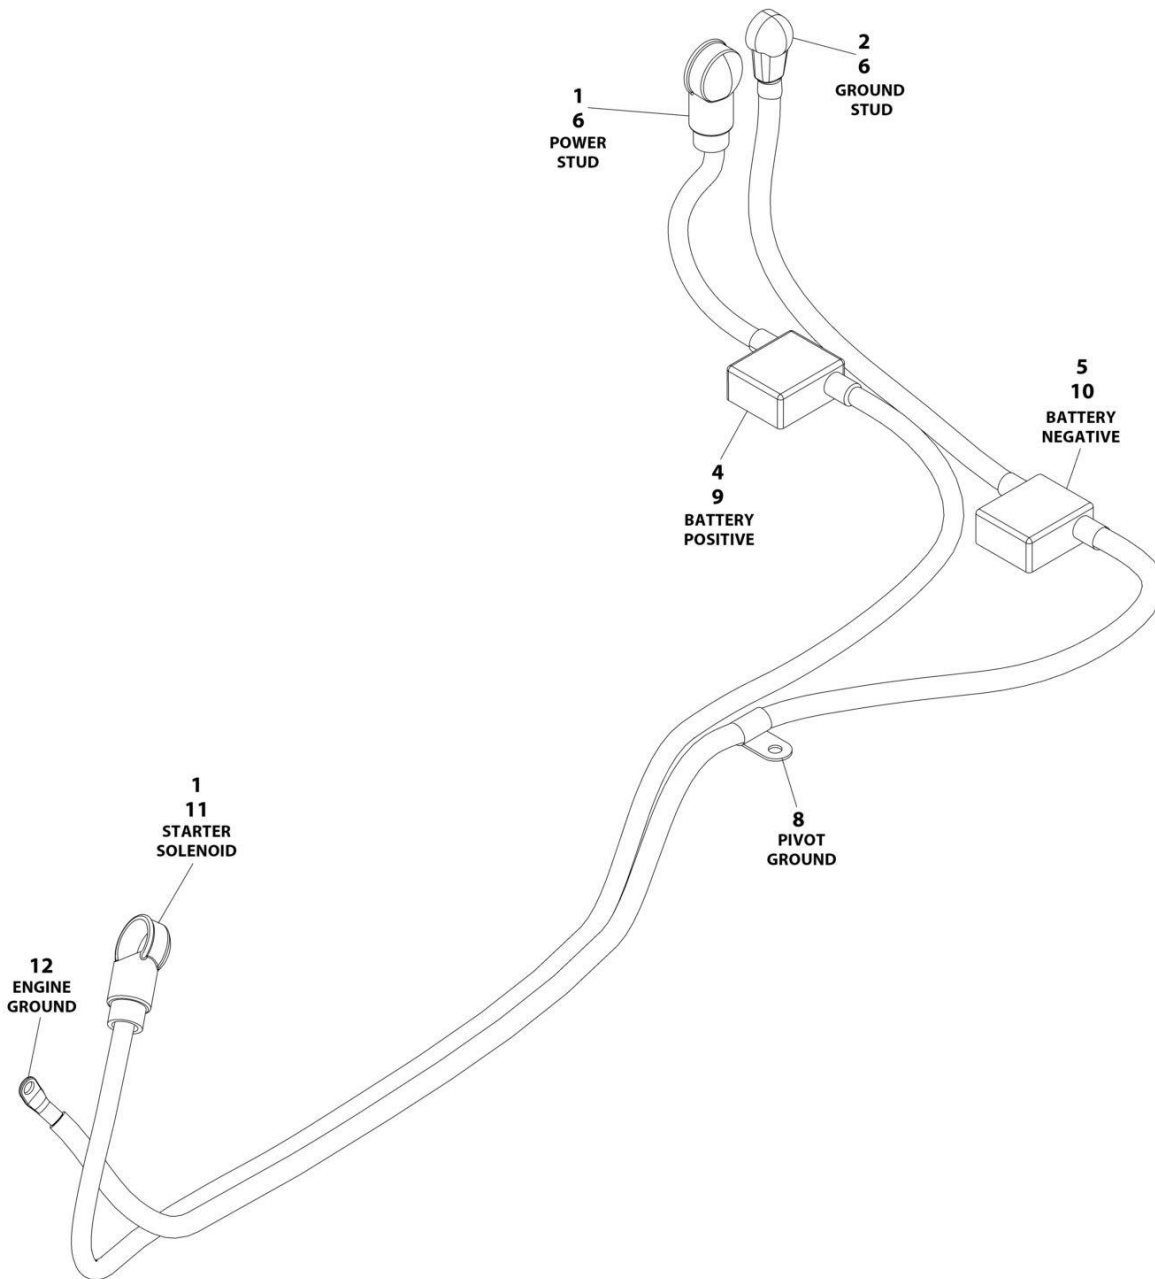 2
6
GROUND
STUD
1
6
POWER
STUD
5
10
BATTERY
NEGATIVE
4
9
BATTERY
POSITIVE
1
11
STARTER
SOLENOID
8
PIVOT
GROUND
12
ENGINE
GROUND